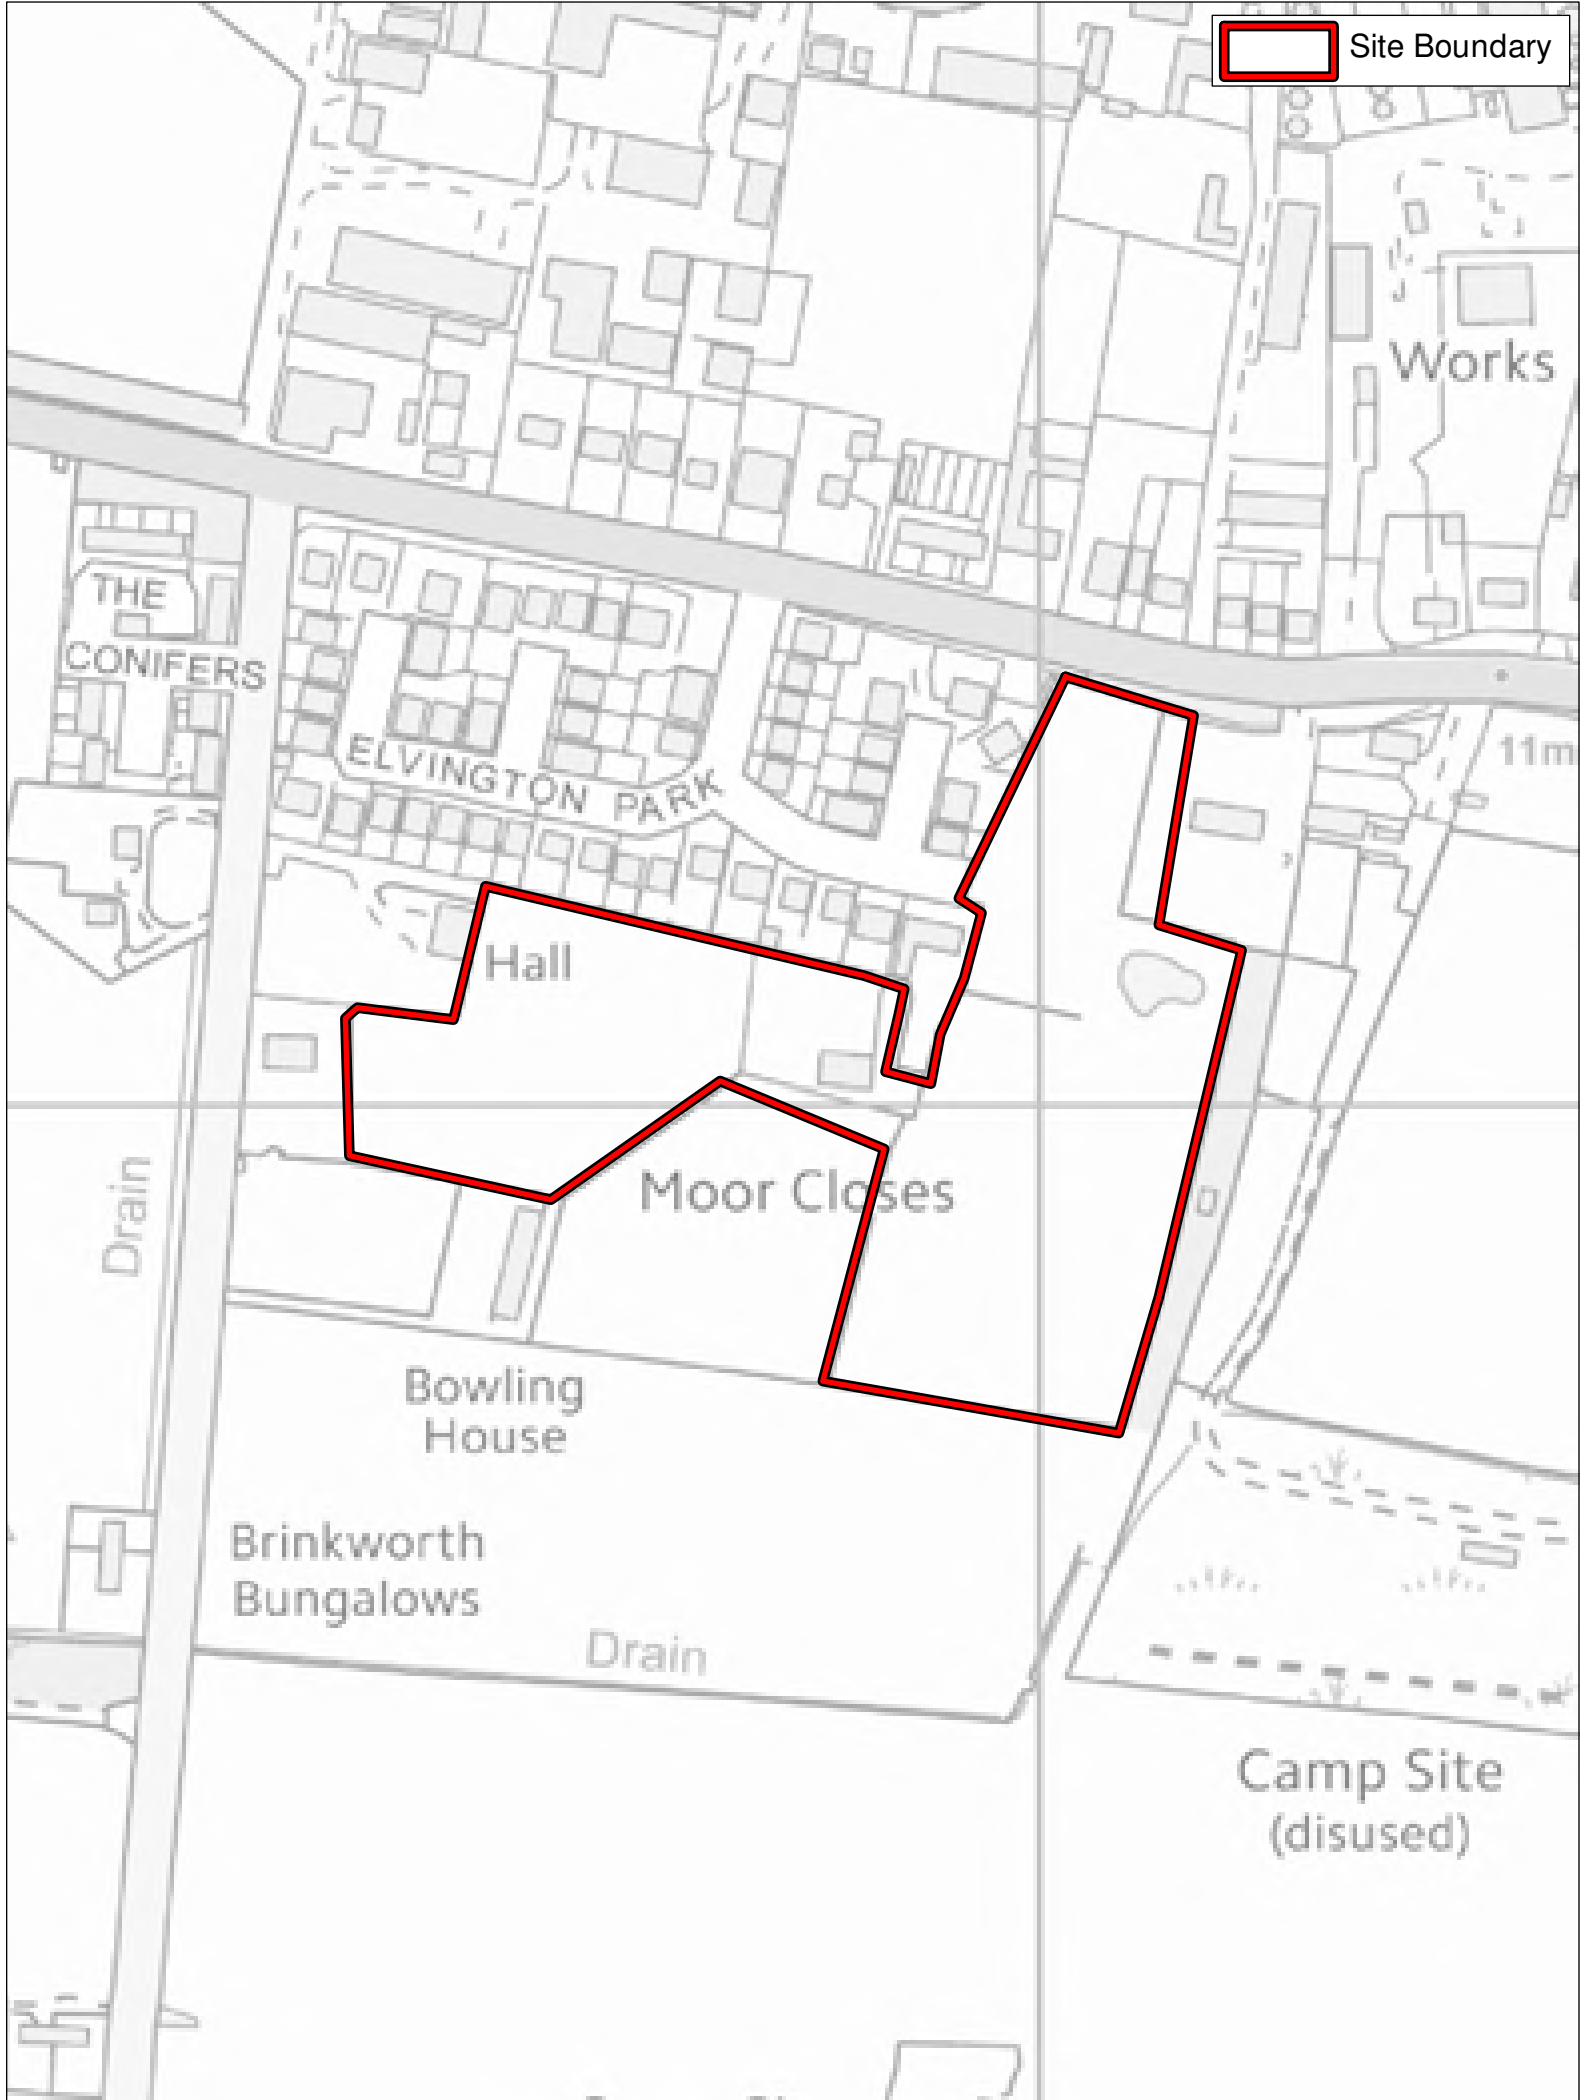 Site Boundary
Works
THE
CONIFERS
11m
ELVINGTON PARK
Hall
Drain
Moor Closes
Bowling
House
Brinkworth
Bungalows
Drain
Camp Site
(disused)